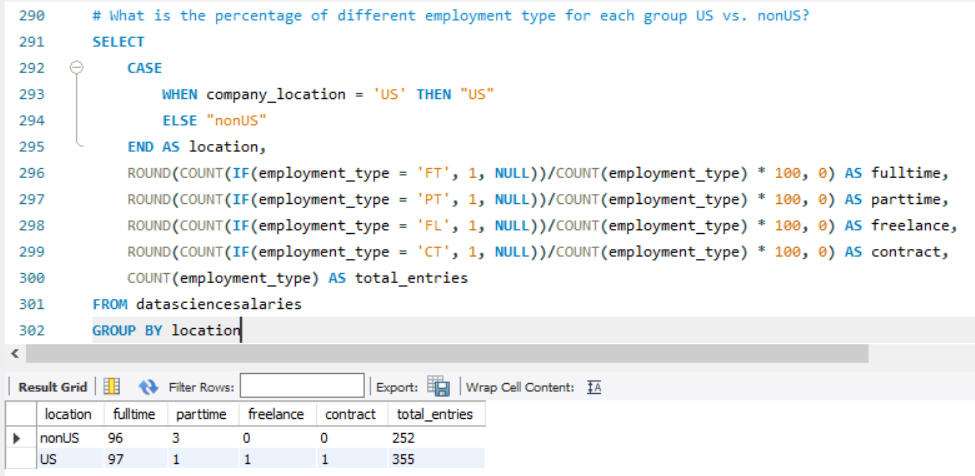 290 # What is the percentage of different employment type for each group US vs. nonUS?
291 SELECT
292 CASE
293 WHEN company_location = 'US' THEN "US"
294 ELSE "nonUS"
295 END AS location,
296 ROUND(COUNT(IF(employment_type = 'FT', 1, NULL))/COUNT(employment_type) * 100, 0) AS fulltime,
297 ROUND(COUNT(IF(employment_type = 'PT', 1, NULL))/COUNT(employment_type) * 100, 0) AS parttime,
298 ROUND(COUNT(IF(employment_type = 'FL', 1, NULL))/COUNT(employment_type) * 100, 0) AS freelance,
299 ROUND(COUNT(IF(employment_type = 'CT', 1, NULL))/COUNT(employment_type) * 100, 0) AS contract,
300 COUNT(employment_type) AS total_entries
301 FROM datasciencesalaries
302 GROUP BY location
Result Grid Filter Rows: Export: Wrap Cell Content: IA
location fulltime parttime freelance contract total_entries
nonUS 96 3 0 0 252
US 97 1 1 1 355